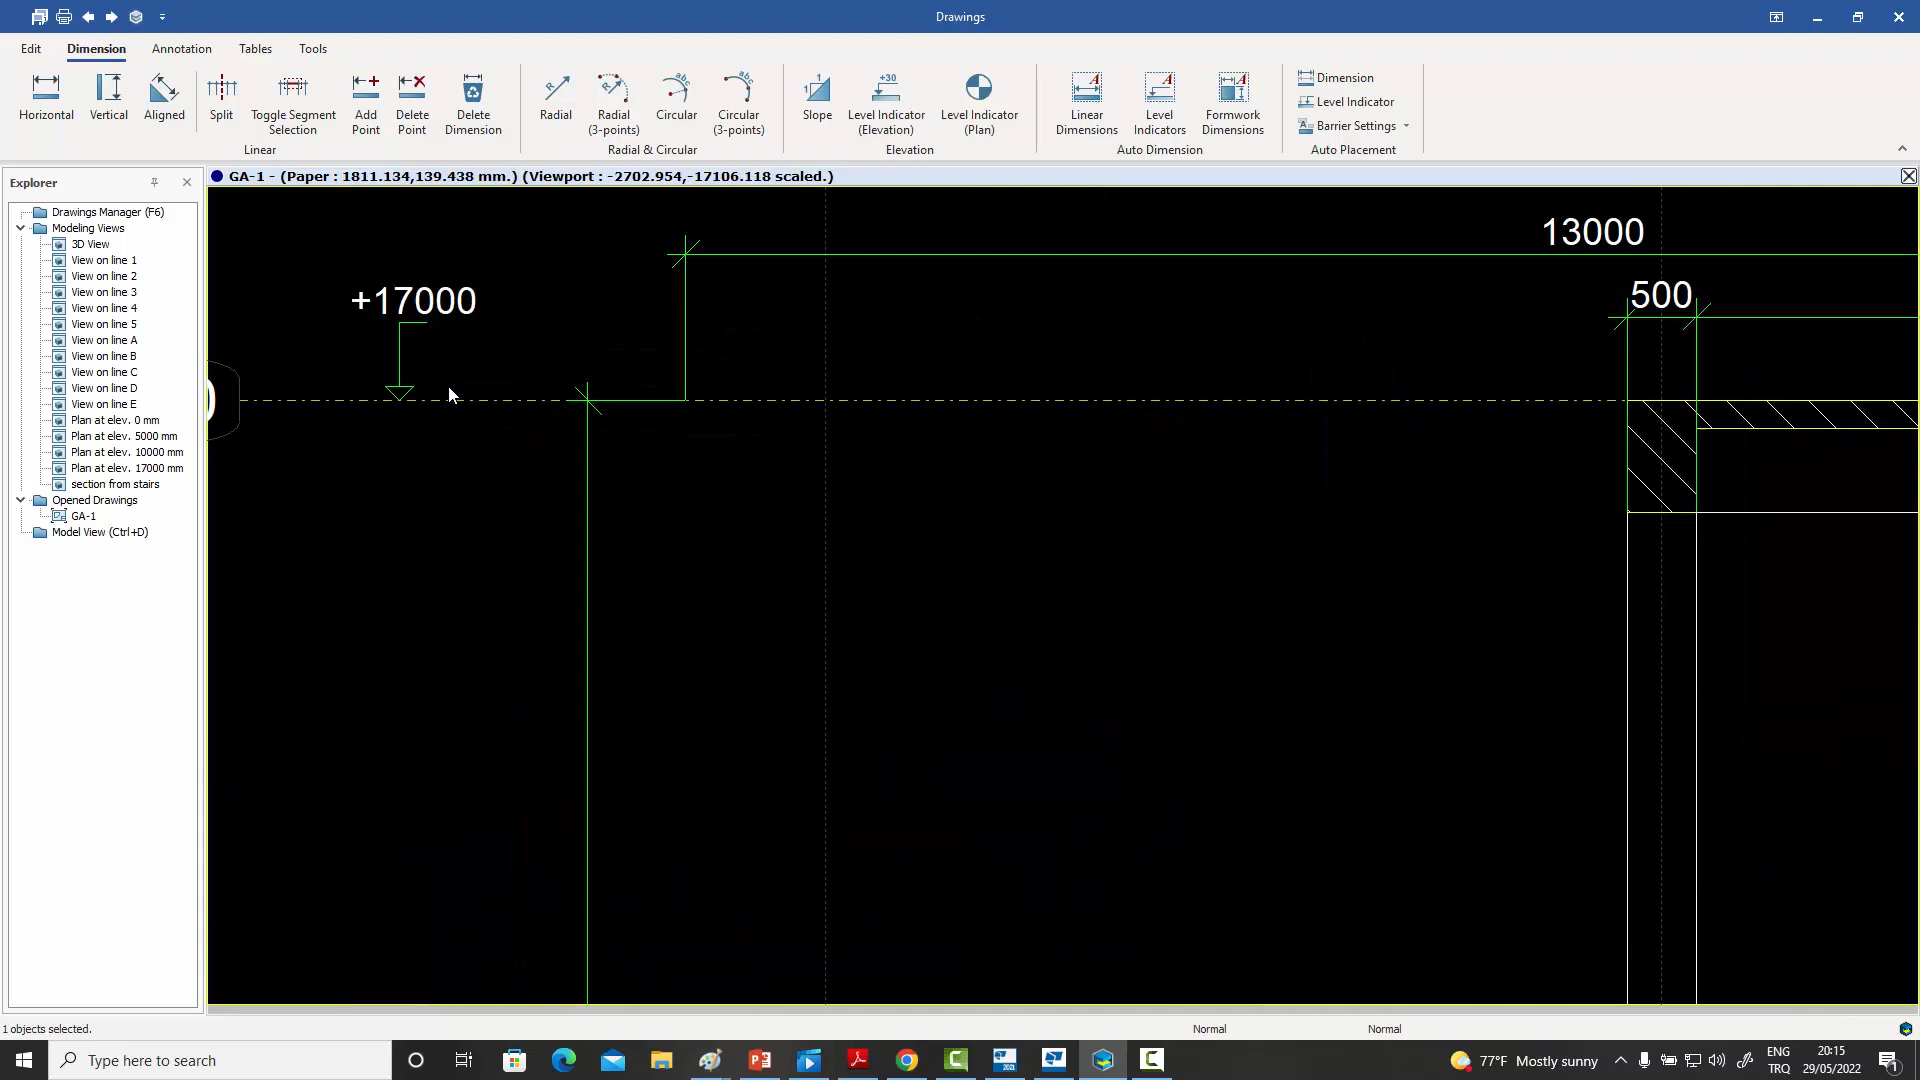 Drawings
Edit
Dimension
Annotation
Tables
Tools
Horizontal
Vertical
Aligned
Split
Toggle Segment
Selection
Add
Point
Delete
Point
Delete
Dimension
Linear
Radial
Radial
(3-points)
Circular
Circular
(3-points)
Radial & Circular
Slope
Level Indicator
(Elevation)
Level Indicator
(Plan)
Elevation
Linear
Dimensions
Level
Indicators
Formwork
Dimensions
Auto Dimension
Dimension
Level Indicator
Barrier Settings
Auto Placement
Explorer
GA-1 - (Paper : 1811.134,139.438 mm.) (Viewport : -2702.954,-17106.118 scaled.)
Drawings Manager (F6)
Modeling Views
3D View
View on line 1
View on line 2
View on line 3
View on line 4
View on line 5
View on line A
View on line B
View on line C
View on line D
View on line E
Plan at elev. 0 mm
Plan at elev. 5000 mm
Plan at elev. 10000 mm
Plan at elev. 17000 mm
section from stairs
Opened Drawings
GA-1
Model View (Ctrl+D)
13000
+17000
500
1 objects selected.
Normal
Normal
Type here to search
77°F Mostly sunny
ENG
TRQ
20:15
29/05/2022